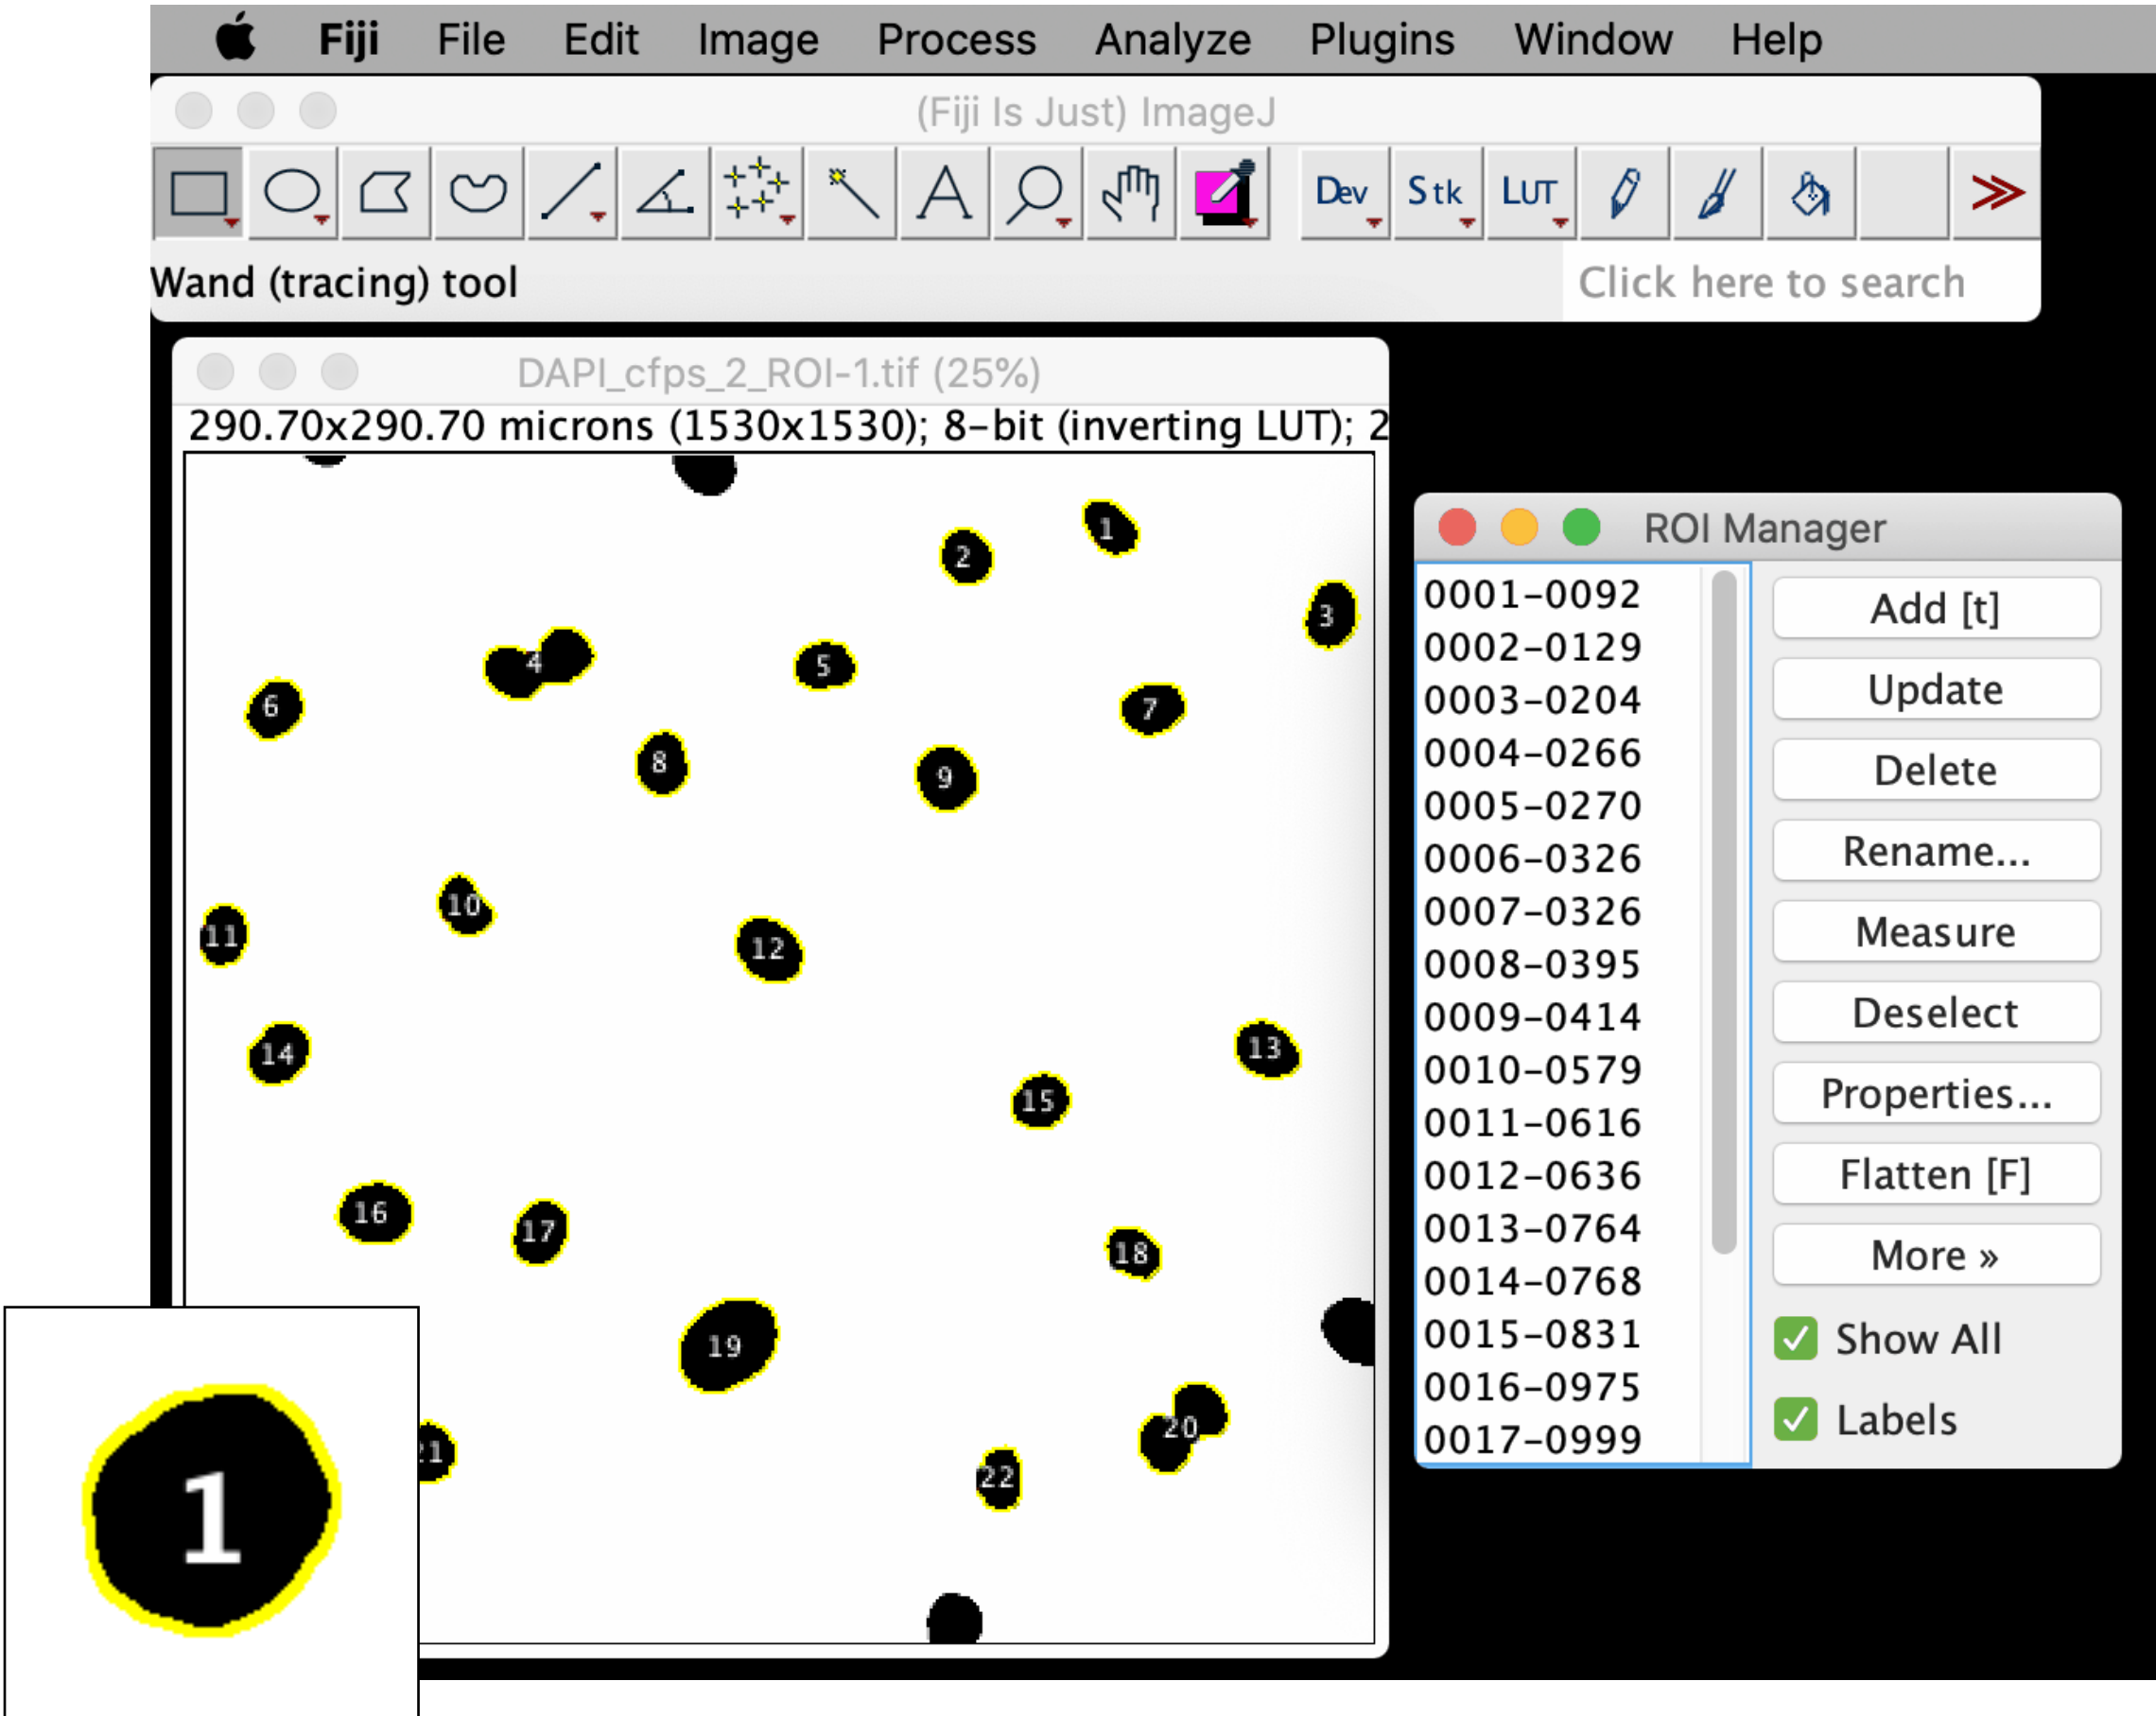 Fiji File Edit Image Process Analyze Plugins Window Help
(Fiji Is Just) ImageJ
A Dev Stk LUT
Wand (tracing) tool
Click here to search
DAPI_cfps_2_ROI-1.tif (25%)
290.70x290.70 microns (1530x1530); 8-bit (inverting LUT); 2
1
2
3
4
5
6
7
8
9
10
11
12
13
14
15
16
17
18
19
20
21
22
1
ROI Manager
0001-0092
0002-0129
0003-0204
0004-0266
0005-0270
0006-0326
0007-0326
0008-0395
0009-0414
0010-0579
0011-0616
0012-0636
0013-0764
0014-0768
0015-0831
0016-0975
0017-0999
Add [t]
Update
Delete
Rename...
Measure
Deselect
Properties...
Flatten [F]
More »
Show All
Labels